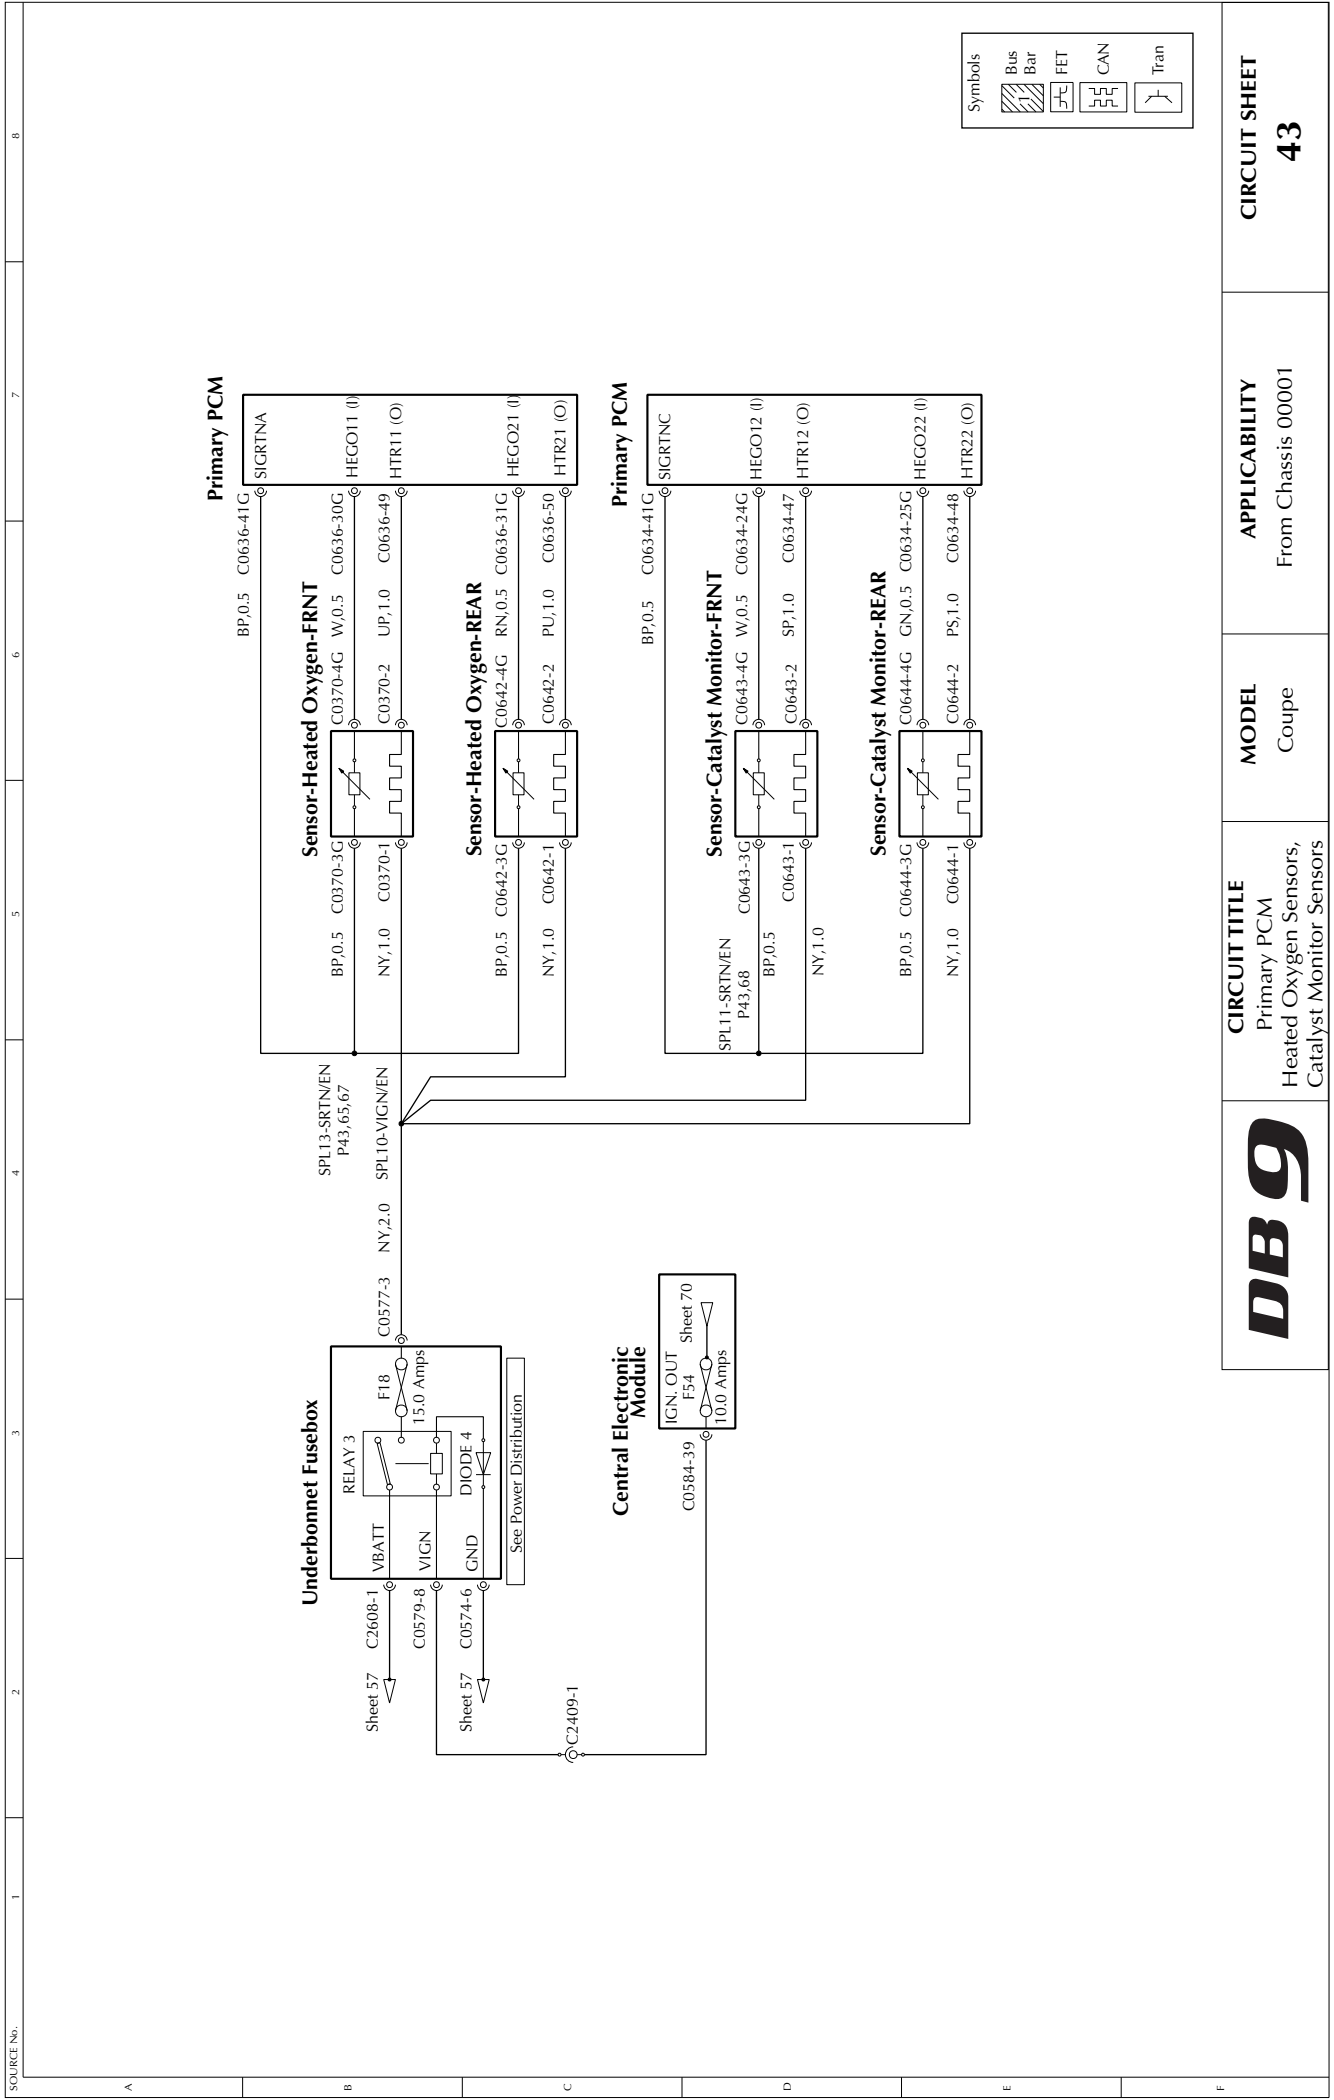 SOURCE No.
1
2
3
4
5
6
7
8
A
B
C
D
E
F
Underbonnet Fusebox
RELAY 3
VBATT
VIGN
GND
DIODE 4
F18
15.0 Amps
See Power Distribution
Sheet 57
C2608-1
C0579-8
Sheet 57
C0574-6
C2409-1
Central Electronic
Module
IGN. OUT
F54
10.0 Amps
Sheet 70
C0584-39
C0577-3
NY,2.0
SPL10-VIGN/EN
SPL13-SRTN/EN
P43,65,67
Primary PCM
BP,0.5
C0636-41G
SIGRTNA
Sensor-Heated Oxygen-FRNT
BP,0.5
C0370-3G
C0370-4G
W,0.5
C0636-30G
HEGO11 (I)
NY,1.0
C0370-1
C0370-2
UP,1.0
C0636-49
HTR11 (O)
Sensor-Heated Oxygen-REAR
BP,0.5
C0642-3G
C0642-4G
RN,0.5
C0636-31G
HEGO21 (I)
NY,1.0
C0642-1
C0642-2
PU,1.0
C0636-50
HTR21 (O)
Primary PCM
BP,0.5
C0634-41G
SIGRTNC
Sensor-Catalyst Monitor-FRNT
SPL11-SRTN/EN
P43,68
BP,0.5
C0643-3G
C0643-4G
W,0.5
C0634-24G
HEGO12 (I)
NY,1.0
C0643-1
C0643-2
SP,1.0
C0634-47
HTR12 (O)
Sensor-Catalyst Monitor-REAR
BP,0.5
C0644-3G
C0644-4G
GN,0.5
C0634-25G
HEGO22 (I)
NY,1.0
C0644-1
C0644-2
PS,1.0
C0634-48
HTR22 (O)
Symbols
1
Bus
Bar
FET
CAN
Tran
DB 9
CIRCUIT TITLE
Primary PCM
Heated Oxygen Sensors,
Catalyst Monitor Sensors
MODEL
Coupe
APPLICABILITY
From Chassis 00001
CIRCUIT SHEET
43